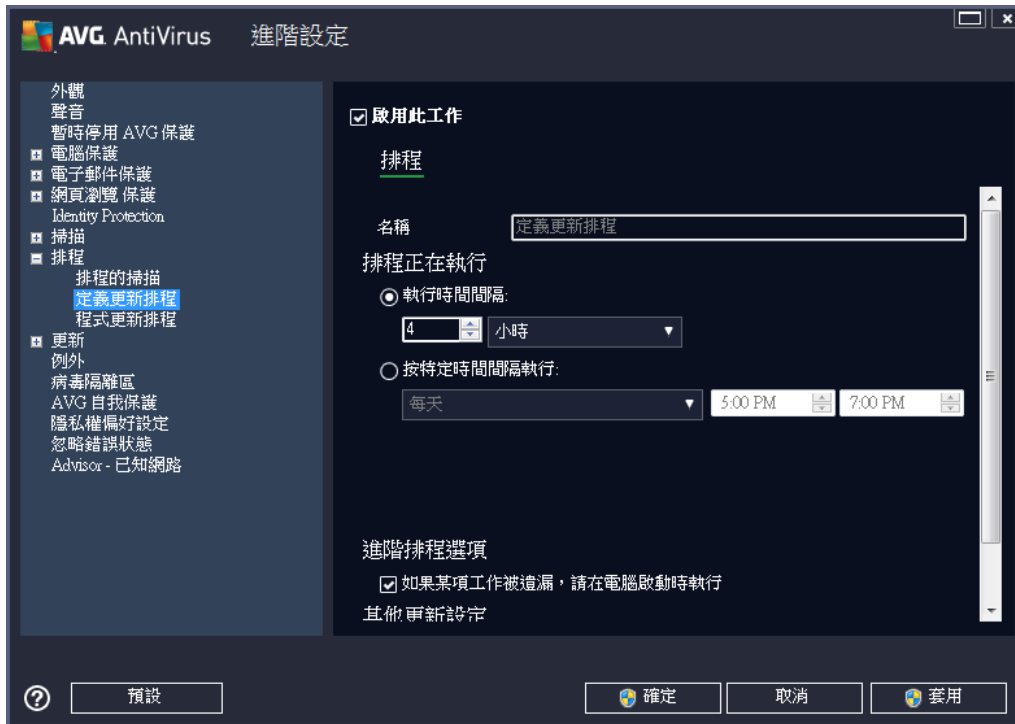 AVG AntiVirus 進階設定
外觀
聲音
暫時停用 AVG 保護
電腦保護
電子郵件保護
網頁瀏覽 保護
Identity Protection
掃描
排程
排程的掃描
定義更新排程
程式更新排程
更新
例外
病毒隔離區
AVG 自我保護
隱私權偏好設定
忽略錯誤狀態
Advisor - 已知網路
啟用此工作
排程
名稱 定義更新排程
排程正在執行
執行時間間隔:
4 小時
按特定時間間隔執行:
每天 5:00 PM 7:00 PM
進階排程選項
如果某項工作被遺漏，請在電腦啟動時執行
其他更新設定
預設 確定 取消 套用